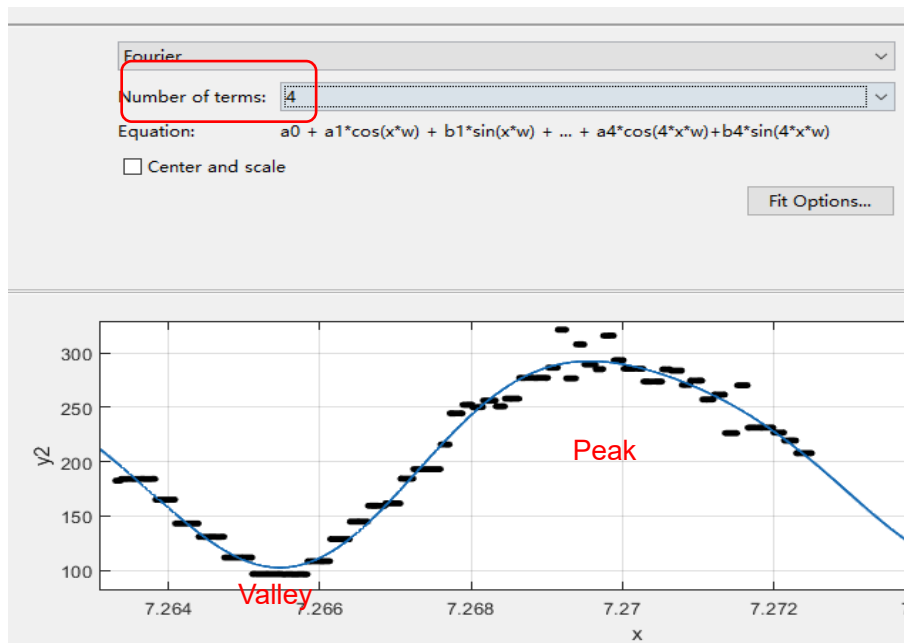 Fourier
Number of terms: 4
Equation: a0 + a1*cos(x*w) + b1*sin(x*w) + ... + a4*cos(4*x*w)+b4*sin(4*x*w)
Center and scale
Fit Options...
300
250
200
150
100
y2
Peak
Valley
7.264 7.266 7.268 7.27 7.272
x